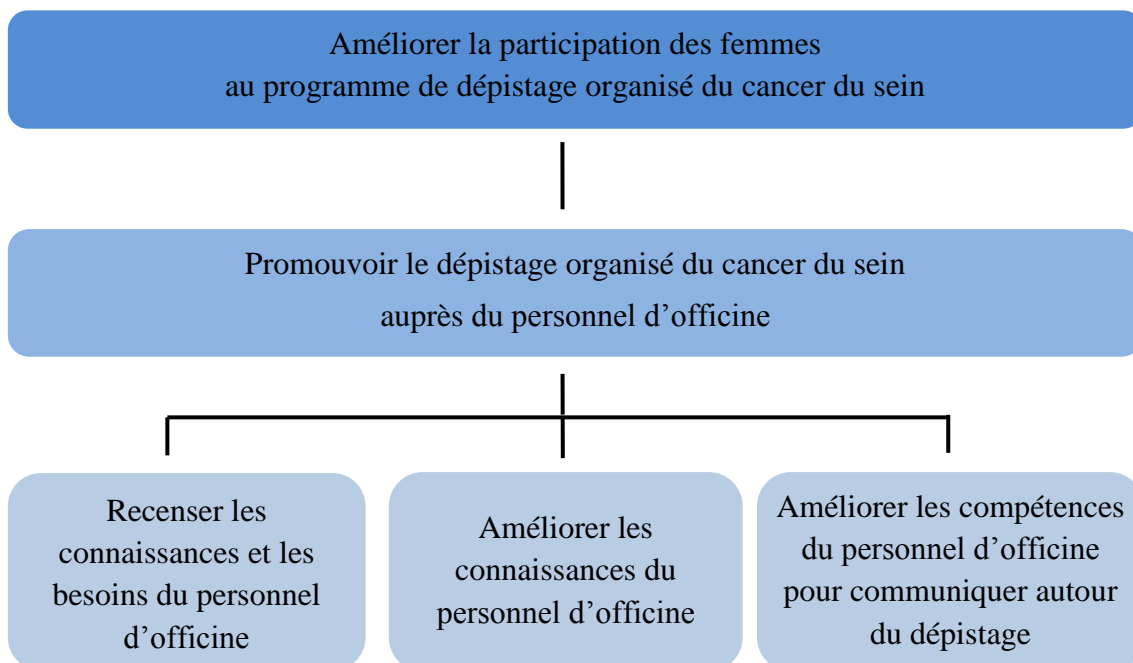 Améliorer la participation des femmes
au programme de dépistage organisé du cancer du sein
Promouvoir le dépistage organisé du cancer du sein
auprès du personnel d’officine
Recenser les
connaissances et les
besoins du personnel
d’officine
Améliorer les
connaissances du
personnel d’officine
Améliorer les compétences
du personnel d’officine
pour communiquer autour
du dépistage